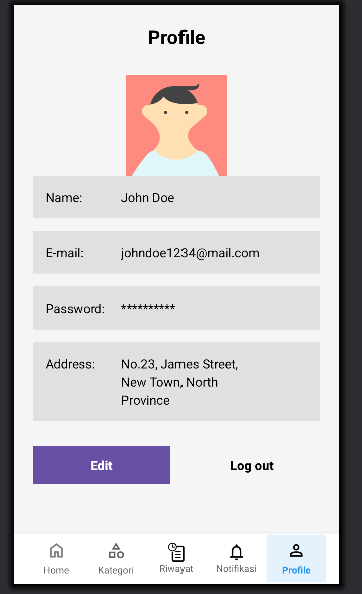 Profile
Name: John Doe
E-mail: johndoe1234@mail.com
Password: **********
Address: No.23, James Street,
New Town, North
Province
Edit Log out
Home Kategori Riwayat Notifikasi Profile